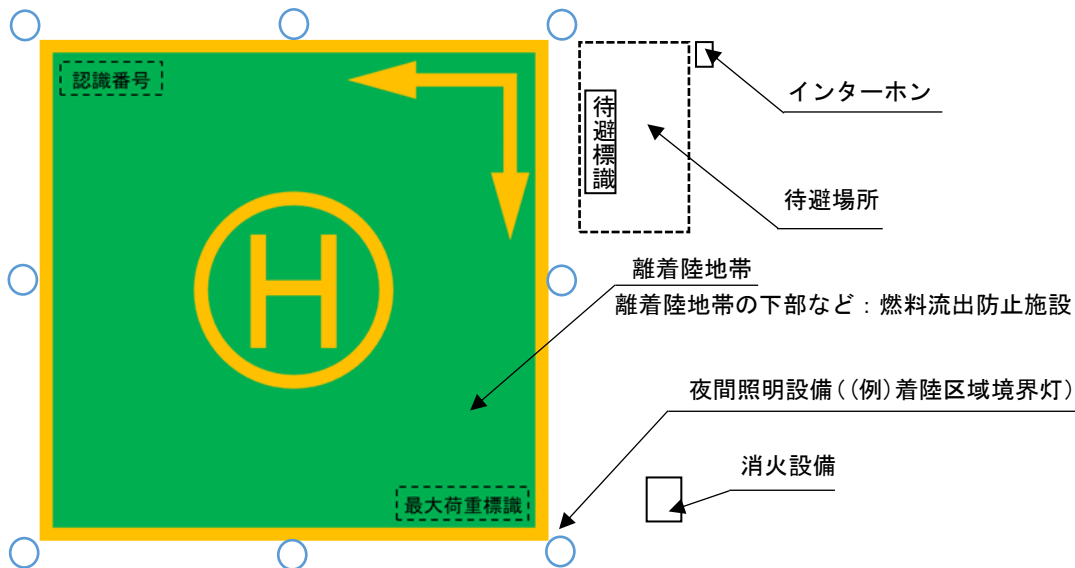 認識番号
インターホン
待避標識
待避場所
H
離着陸地帯
離着陸地帯の下部など：燃料流出防止施設
夜間照明設備((例)着陸区域境界灯)
消火設備
最大荷重標識